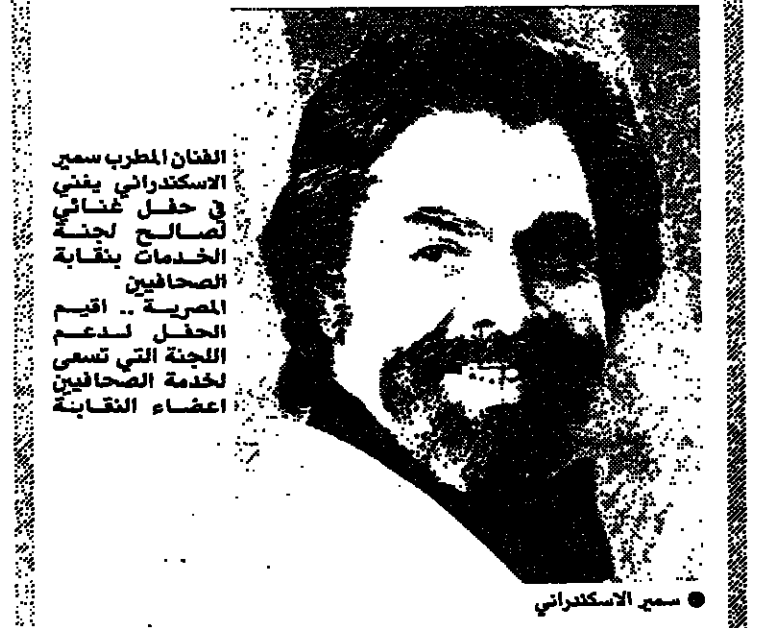 الفنان المطرب سمير
الاسكندراني يغني
في حفل غنائي
لصالح لجنة
الخدمات بنقابة
الصحافيين
المصرية .. اقيم
الحفل لدعم
اللجنة التي تسعى
لخدمة الصحافيين
اعضاء النقابنة
● سمير الاسكندراني